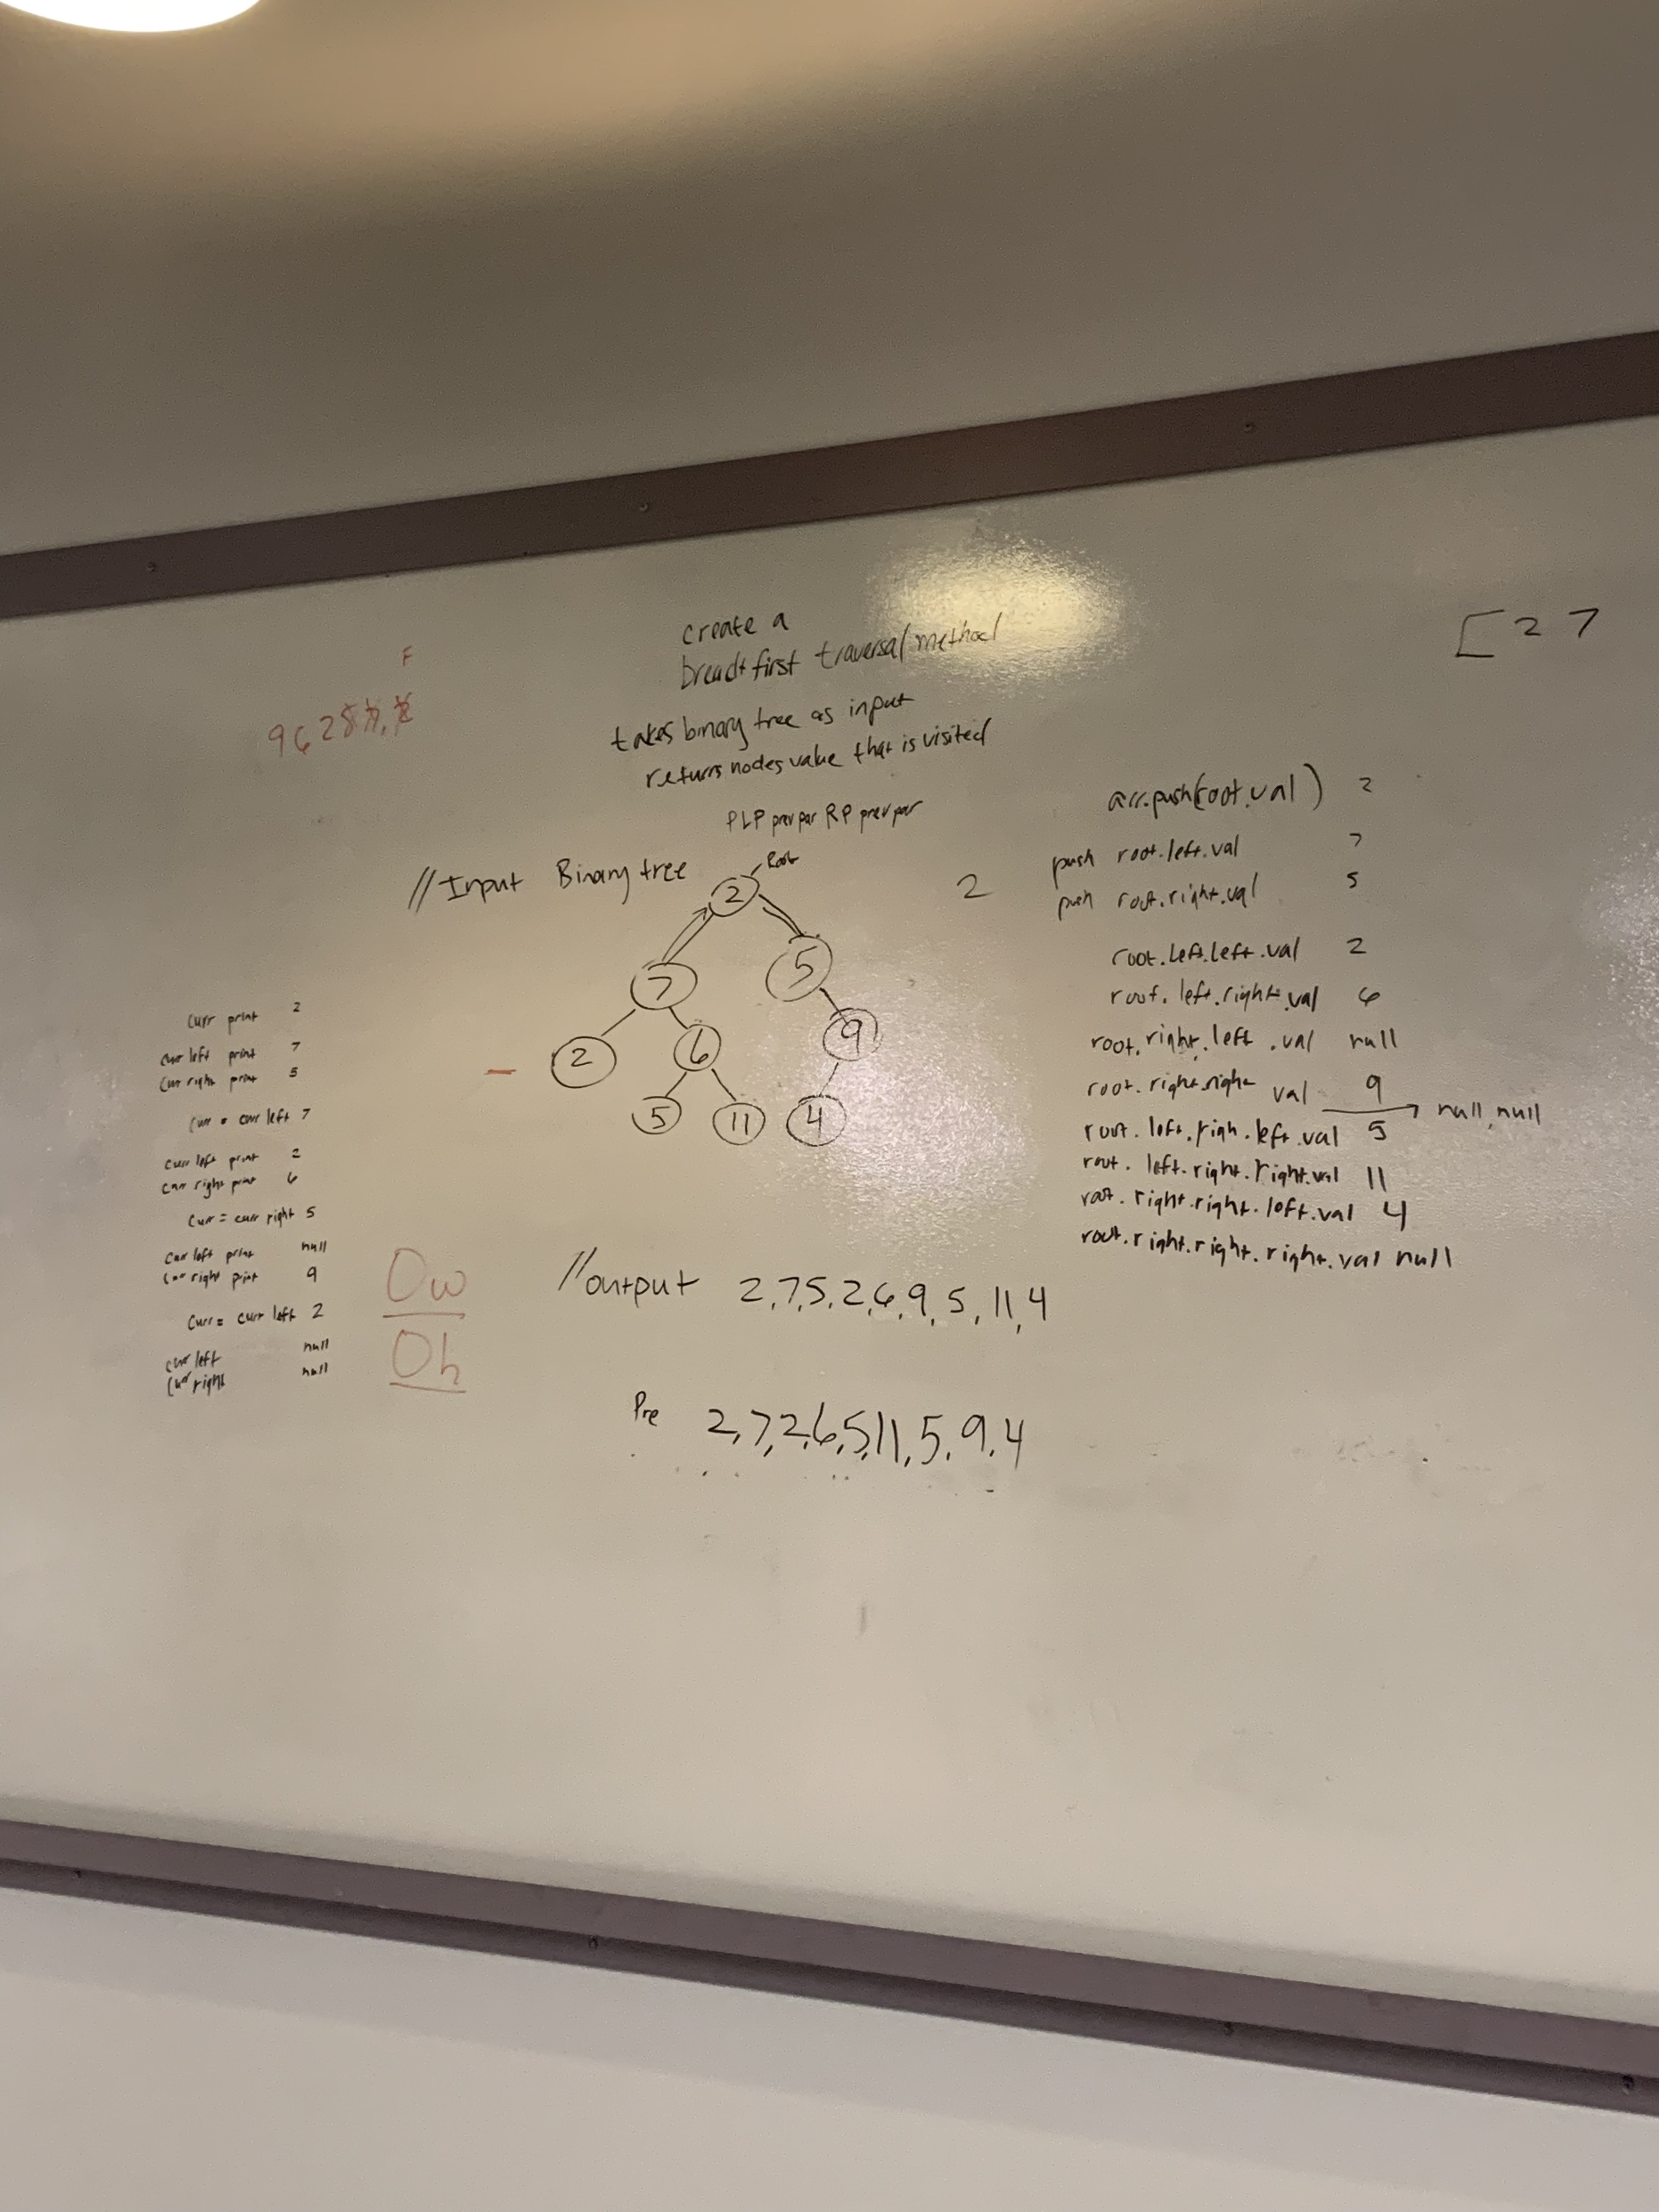 create a
breadt first traversal method
takes binary tree as input
returns nodes value that is visited
PLP prev par RP prev par
[ 2 7
F
9 6 2 5 7, 2
// Input Binary tree
Root
2
7 5
2 6 9
5 11 4
2
arr.push(root.val) 2
push root.left.val 7
push root.right.val 5
root.left.left.val 2
root.left.right.val 6
root.right.left.val null
root.right.right val 9 → null, null
root.left.righ.left.val 5
root.left.right.right.val 11
root.right.right.left.val 4
root.right.right.right.val null
curr print 2
curr left print 7
curr right print 5
curr = curr left 7
curr left print 2
curr right print 6
curr = curr right 5
curr left print null
curr right print 9
curr = curr left 2
curr left null
curr right null
Ow
Oh
// output 2,7,5,2,6,9,5,11,4
Pre 2,7,2,6,5,11,5,9,4